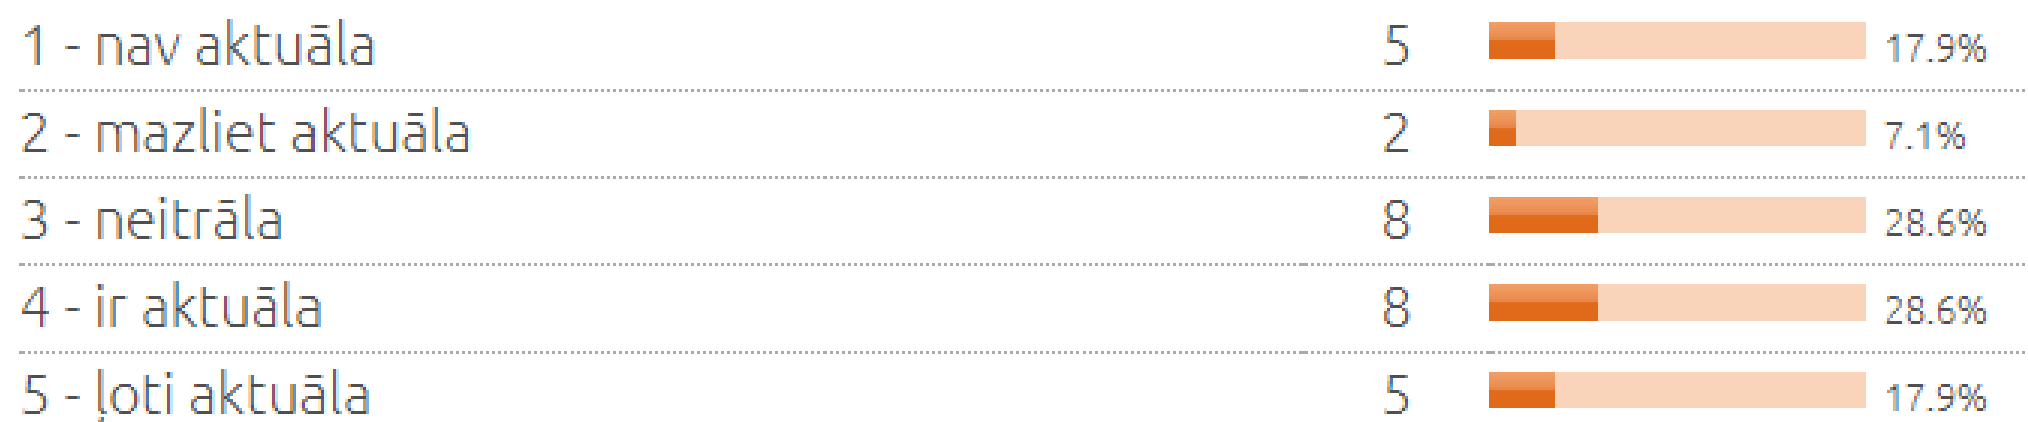 1 - nav aktuāla 5 17.9%
2 - mazliet aktuāla 2 7.1%
3 - neitrāla 8 28.6%
4 - ir aktuāla 8 28.6%
5 - ļoti aktuāla 5 17.9%